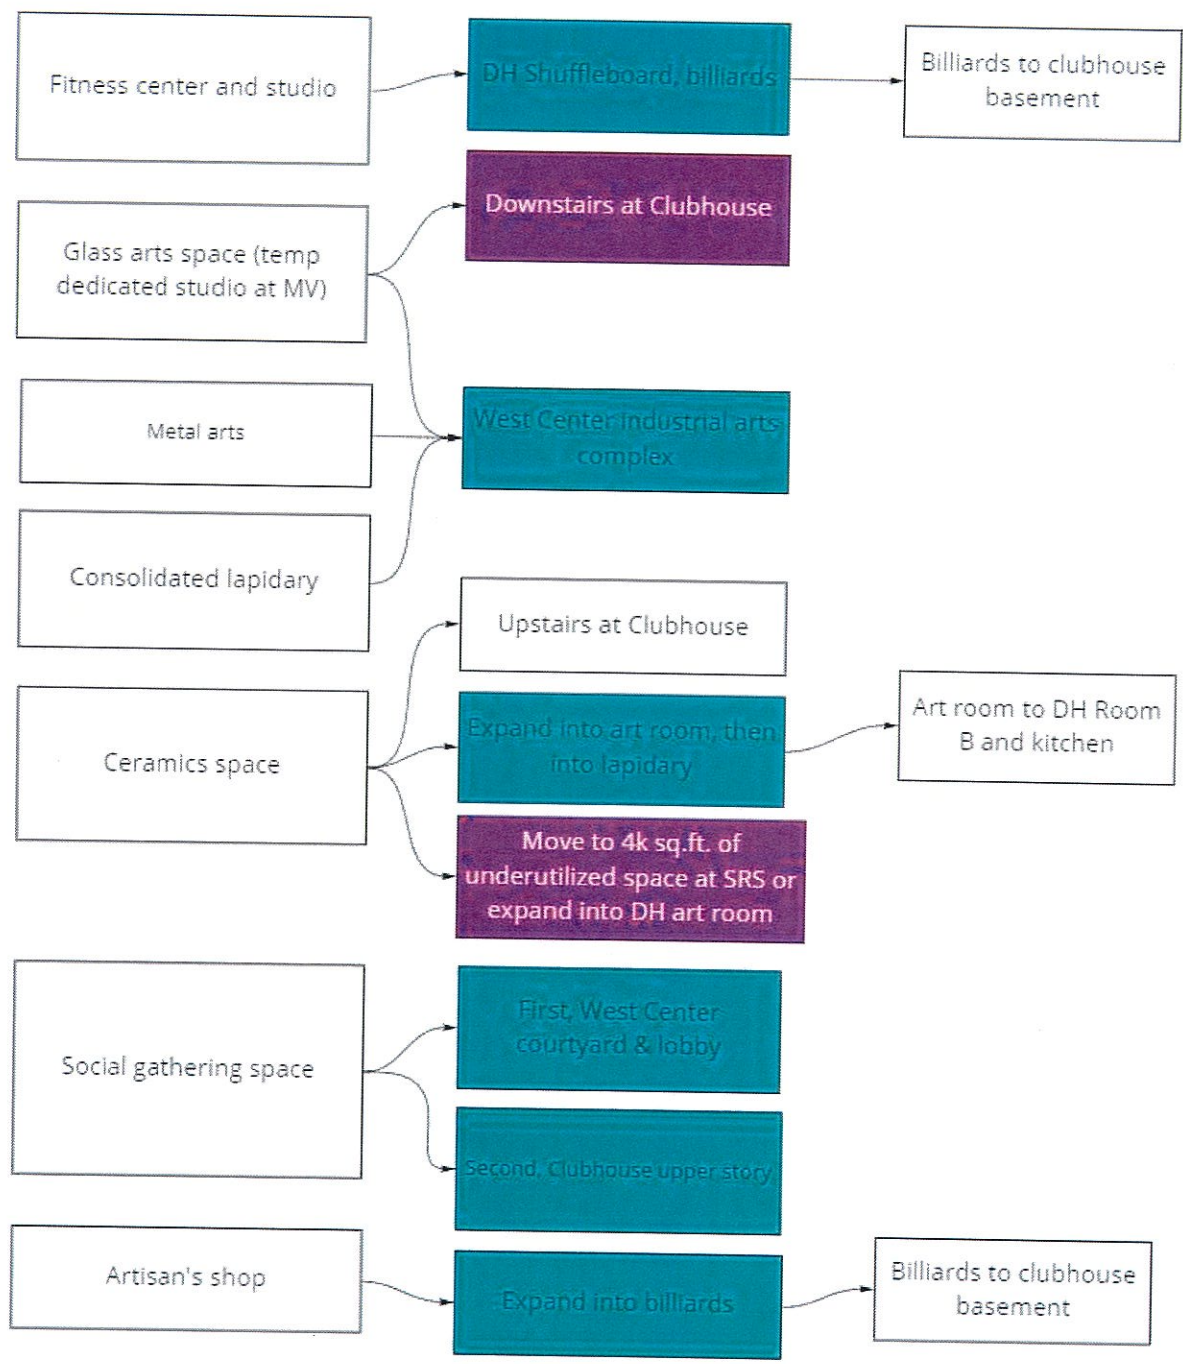 Fitness center and studio
DH Shuffleboard, billiards
Billiards to clubhouse
basement
Downstairs at Clubhouse
Glass arts space (temp
dedicated studio at MV)
Metal arts
West Center industrial arts
complex
Consolidated lapidary
Upstairs at Clubhouse
Ceramics space
Expand into art room, then
into lapidary
Art room to DH Room
B and kitchen
Move to 4k sq.ft. of
underutilized space at SRS or
expand into DH art room
Social gathering space
First, West Center
courtyard & lobby
Second, Clubhouse upper story
Artisan's shop
Expand into billiards
Billiards to clubhouse
basement